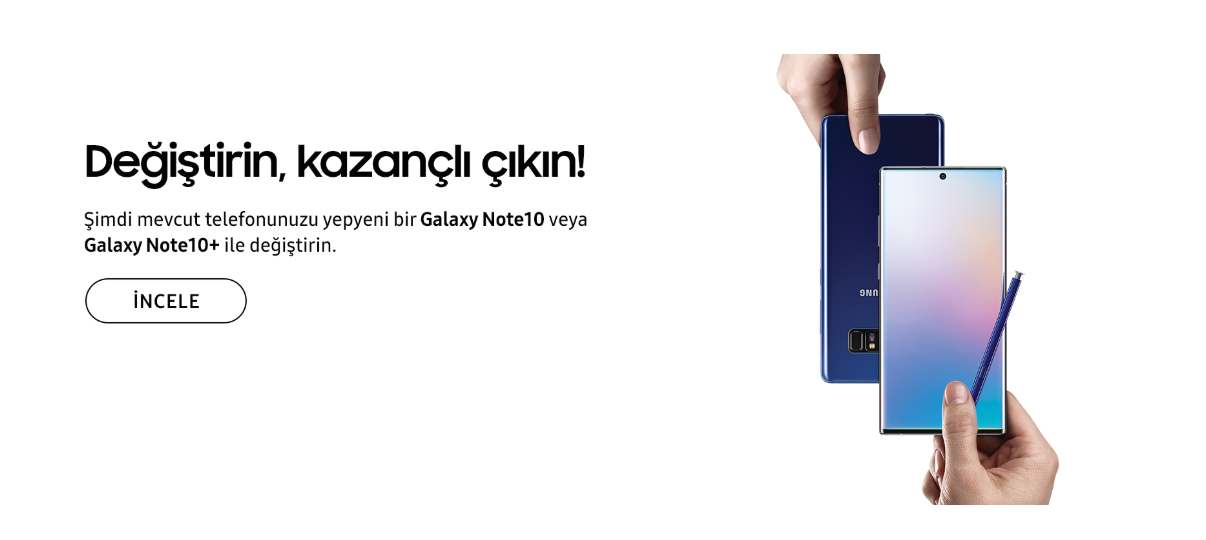 Değiştirin, kazançlı çıkın!
Şimdi mevcut telefonunuzu yepyeni bir Galaxy Note10 veya
Galaxy Note10+ ile değiştirin.
İNCELE